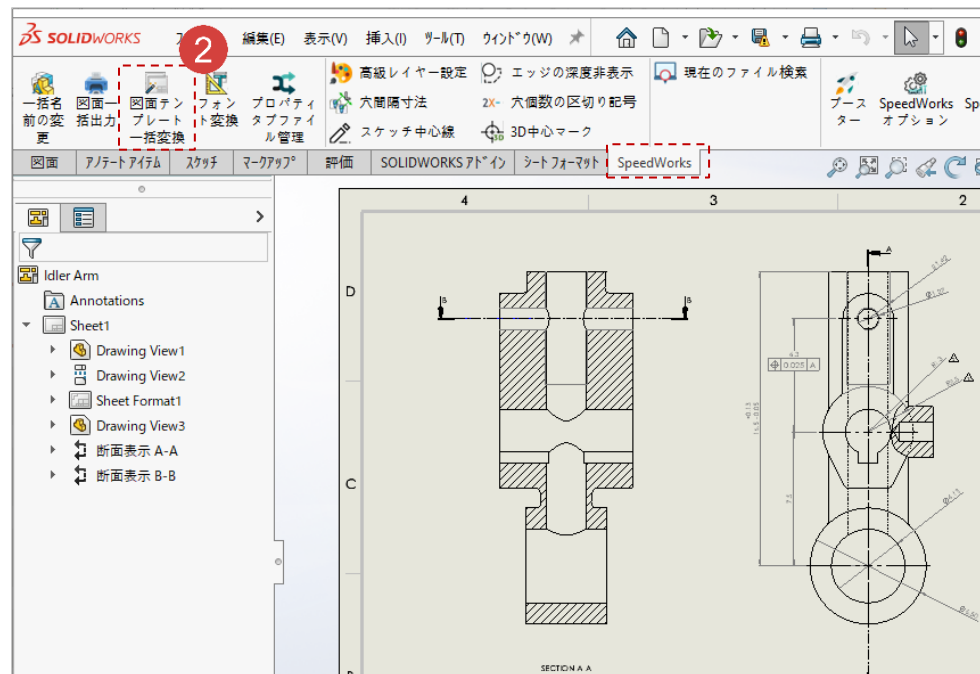 SOLIDWORKS
2
編集(E) 表示(V) 挿入(I) ツール(T) ウィンドウ(W)
一括名前の変更
図面一括出力
図面テンプレート一括変換
フォント変換
プロパティタブファイル管理
高級レイヤー設定
エッジの深度非表示
現在のファイル検索
穴間隔寸法
2X- 穴個数の区切り記号
スケッチ中心線
3D中心マーク
ブースター
SpeedWorks オプション
Sp
図面 アノテート アイテム スケッチ マークアップ 評価 SOLIDWORKS アドイン シート フォーマット SpeedWorks
Idler Arm
Annotations
Sheet1
Drawing View1
Drawing View2
Sheet Format1
Drawing View3
断面表示 A-A
断面表示 B-B
4 3 2
D
C
B B
A
6.3
0.025 A
7.5
SECTION A A